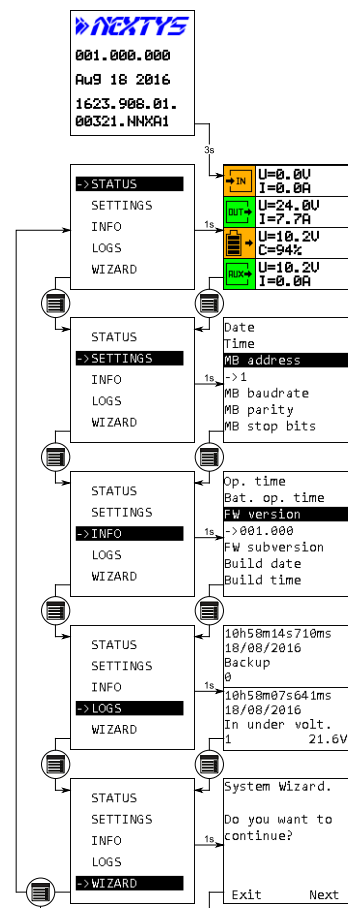 NEXTYS
001.000.000
Aug 18 2016
1623.908.01.
00321.NNXA1
3s
->STATUS
SETTINGS
INFO
LOGS
WIZARD
1s
IN
U=0.0V
I=0.0A
OUT
U=24.0V
I=7.7A
U=10.2V
C=94%
AUX
U=10.2V
I=0.0A
STATUS
->SETTINGS
INFO
LOGS
WIZARD
1s
Date
Time
MB address
->1
MB baudrate
MB parity
MB stop bits
STATUS
SETTINGS
->INFO
LOGS
WIZARD
1s
Op. time
Bat. op. time
FW version
->001.000
FW subversion
Build date
Build time
STATUS
SETTINGS
INFO
->LOGS
WIZARD
1s
10h58m14s710ms
18/08/2016
Backup
0
10h58m07s641ms
18/08/2016
In under volt.
1 21.6V
STATUS
SETTINGS
INFO
LOGS
->WIZARD
1s
System Wizard.
Do you want to
continue?
Exit Next